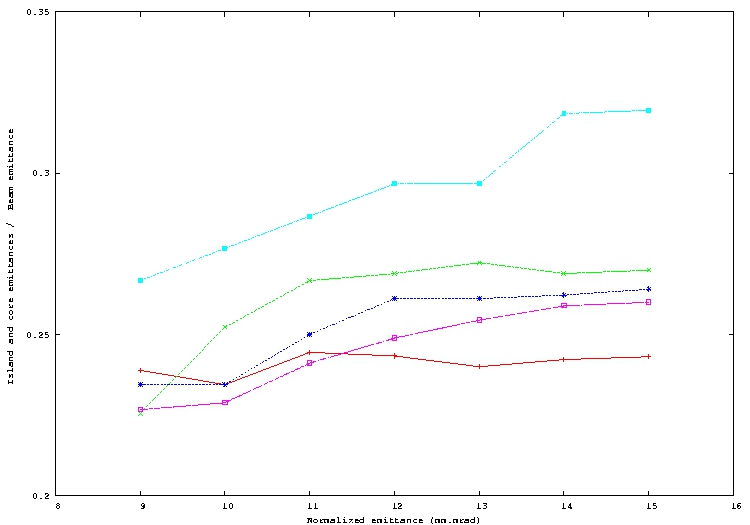 0.35
0.3
0.25
0.2
Island and core emittances / Beam emittance
8 9 10 11 12 13 14 15 16
Normalized emittance (mm.mrad)